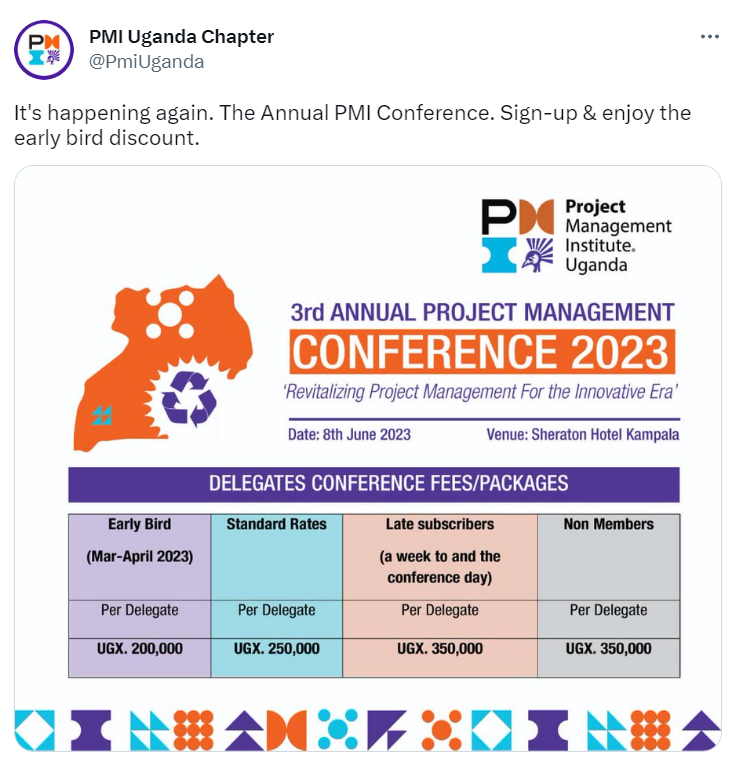 PMI Uganda Chapter
@PmiUganda
It's happening again. The Annual PMI Conference. Sign-up & enjoy the
early bird discount.
Project
Management
Institute.
Uganda
3rd ANNUAL PROJECT MANAGEMENT
CONFERENCE 2023
'Revitalizing Project Management For the Innovative Era'
Date: 8th June 2023 Venue: Sheraton Hotel Kampala
DELEGATES CONFERENCE FEES/PACKAGES
Early Bird Standard Rates Late subscribers Non Members
(Mar-April 2023) (a week to and the
conference day)
Per Delegate Per Delegate Per Delegate Per Delegate
UGX. 200,000 UGX. 250,000 UGX. 350,000 UGX. 350,000